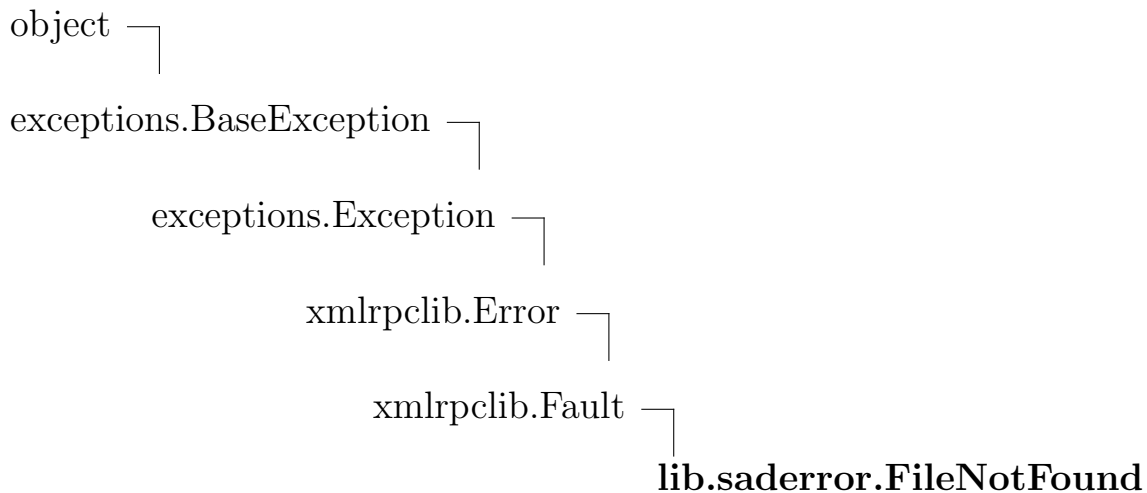 object
exceptions.BaseException
exceptions.Exception
xmlrpclib.Error
xmlrpclib.Fault
lib.saderror.FileNotFound